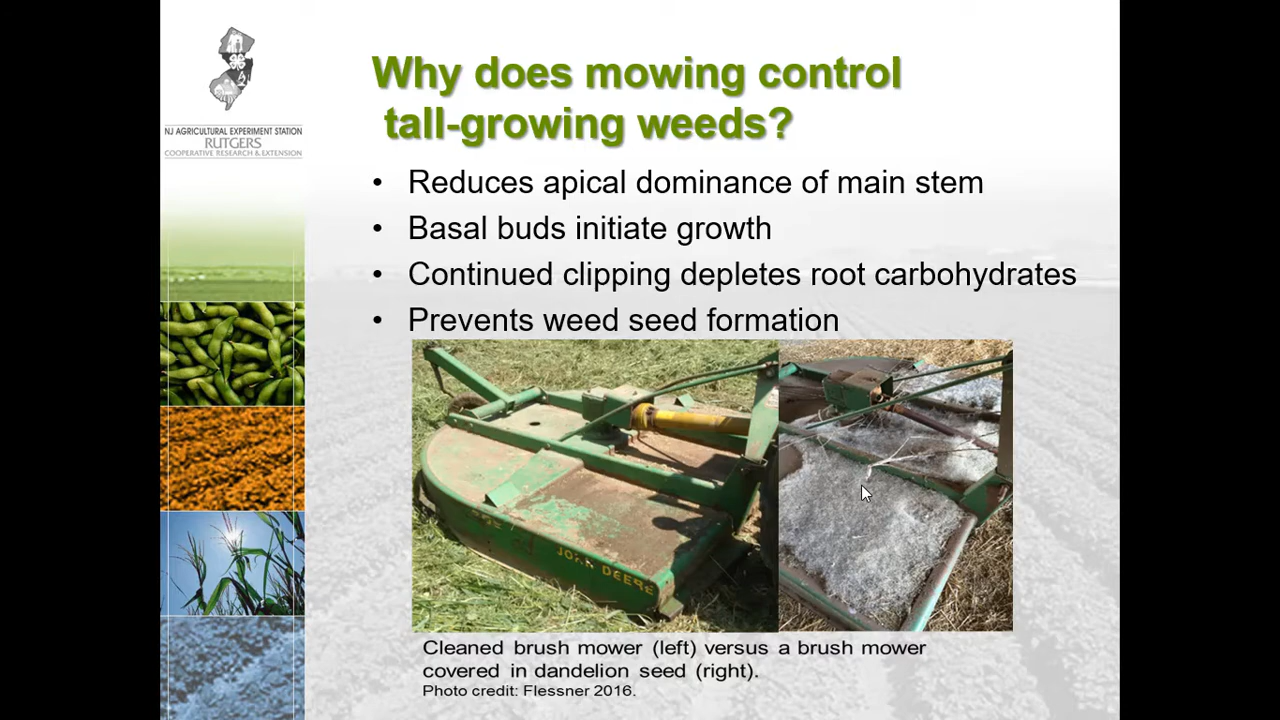 NJ AGRICULTURAL EXPERIMENT STATION
RUTGERS
COOPERATIVE RESEARCH & EXTENSION
Why does mowing control
tall-growing weeds?
• Reduces apical dominance of main stem
• Basal buds initiate growth
• Continued clipping depletes root carbohydrates
• Prevents weed seed formation
JOHN DEERE
Cleaned brush mower (left) versus a brush mower
covered in dandelion seed (right).
Photo credit: Flessner 2016.